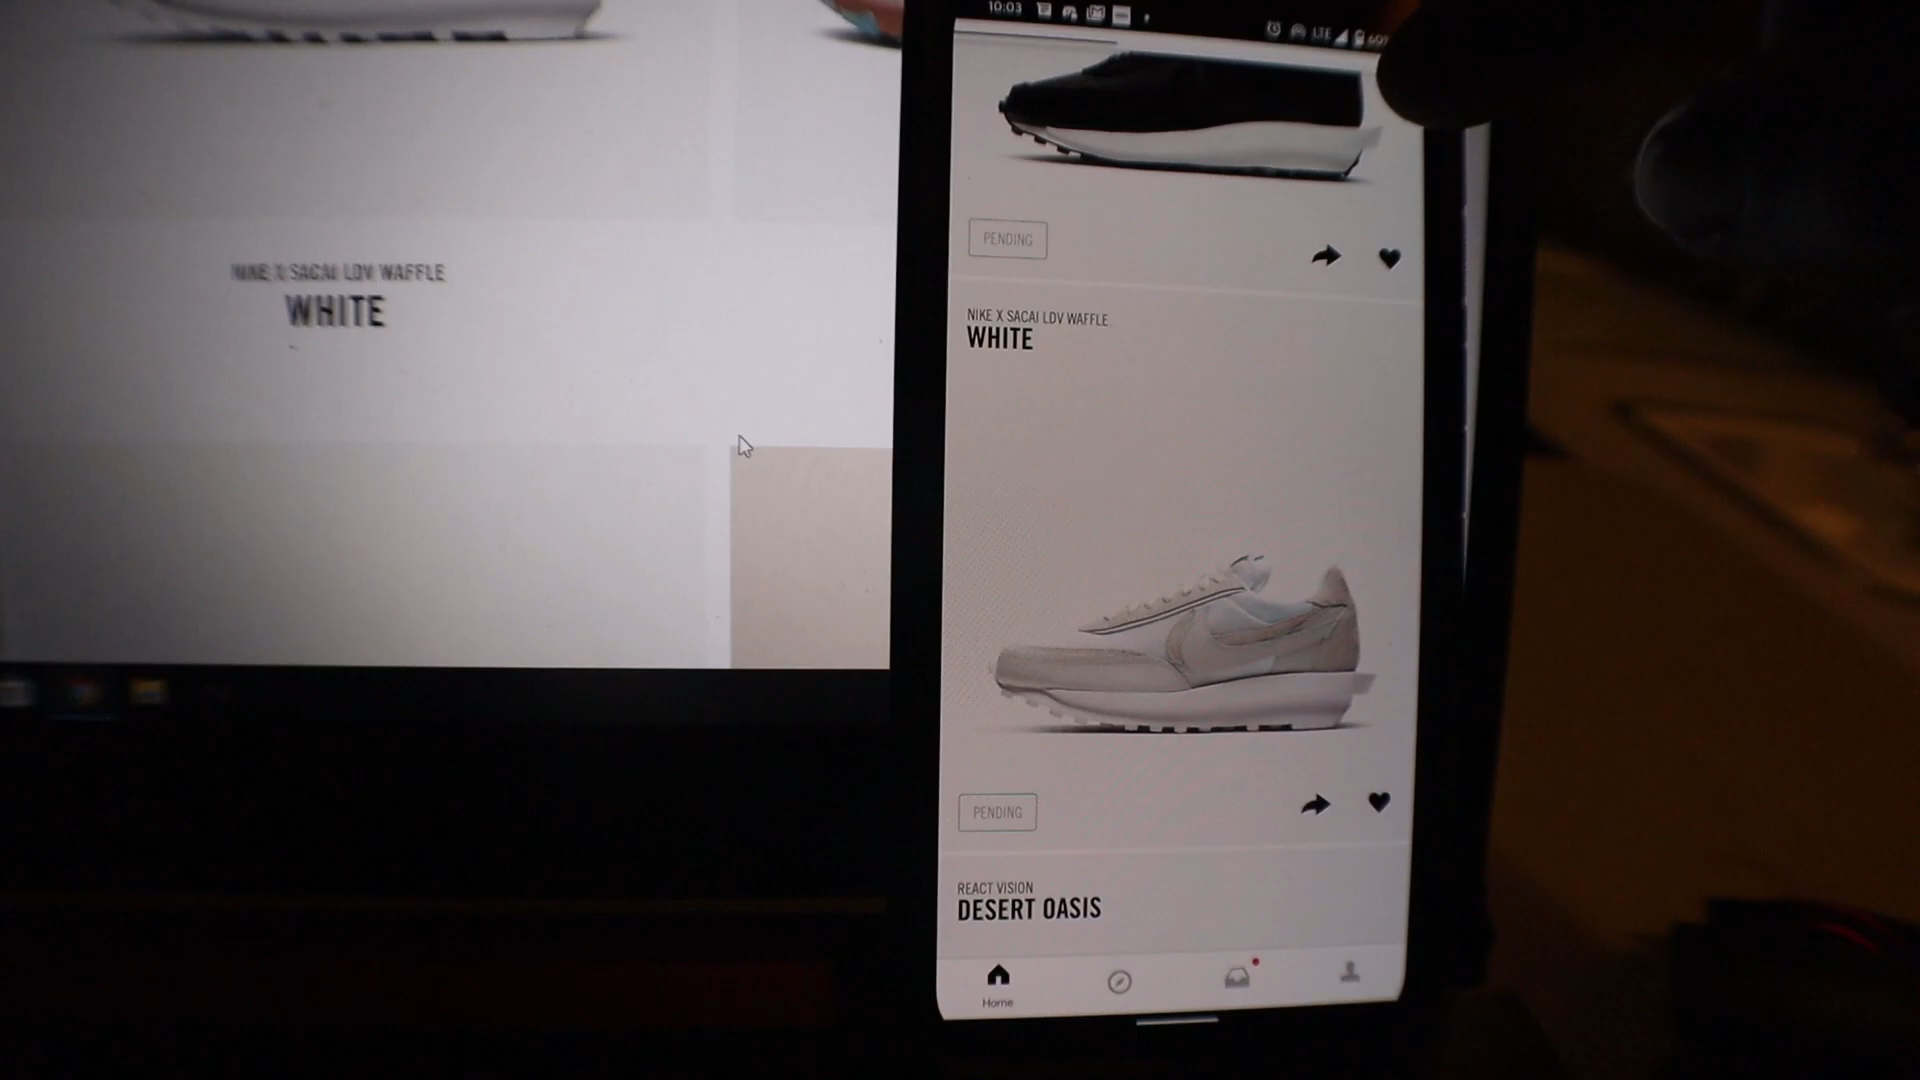 NIKE X SACAI LDV WAFFLE
WHITE
10:03
LTE
PENDING
NIKE X SACAI LDV WAFFLE
WHITE
PENDING
REACT VISION
DESERT OASIS
Home